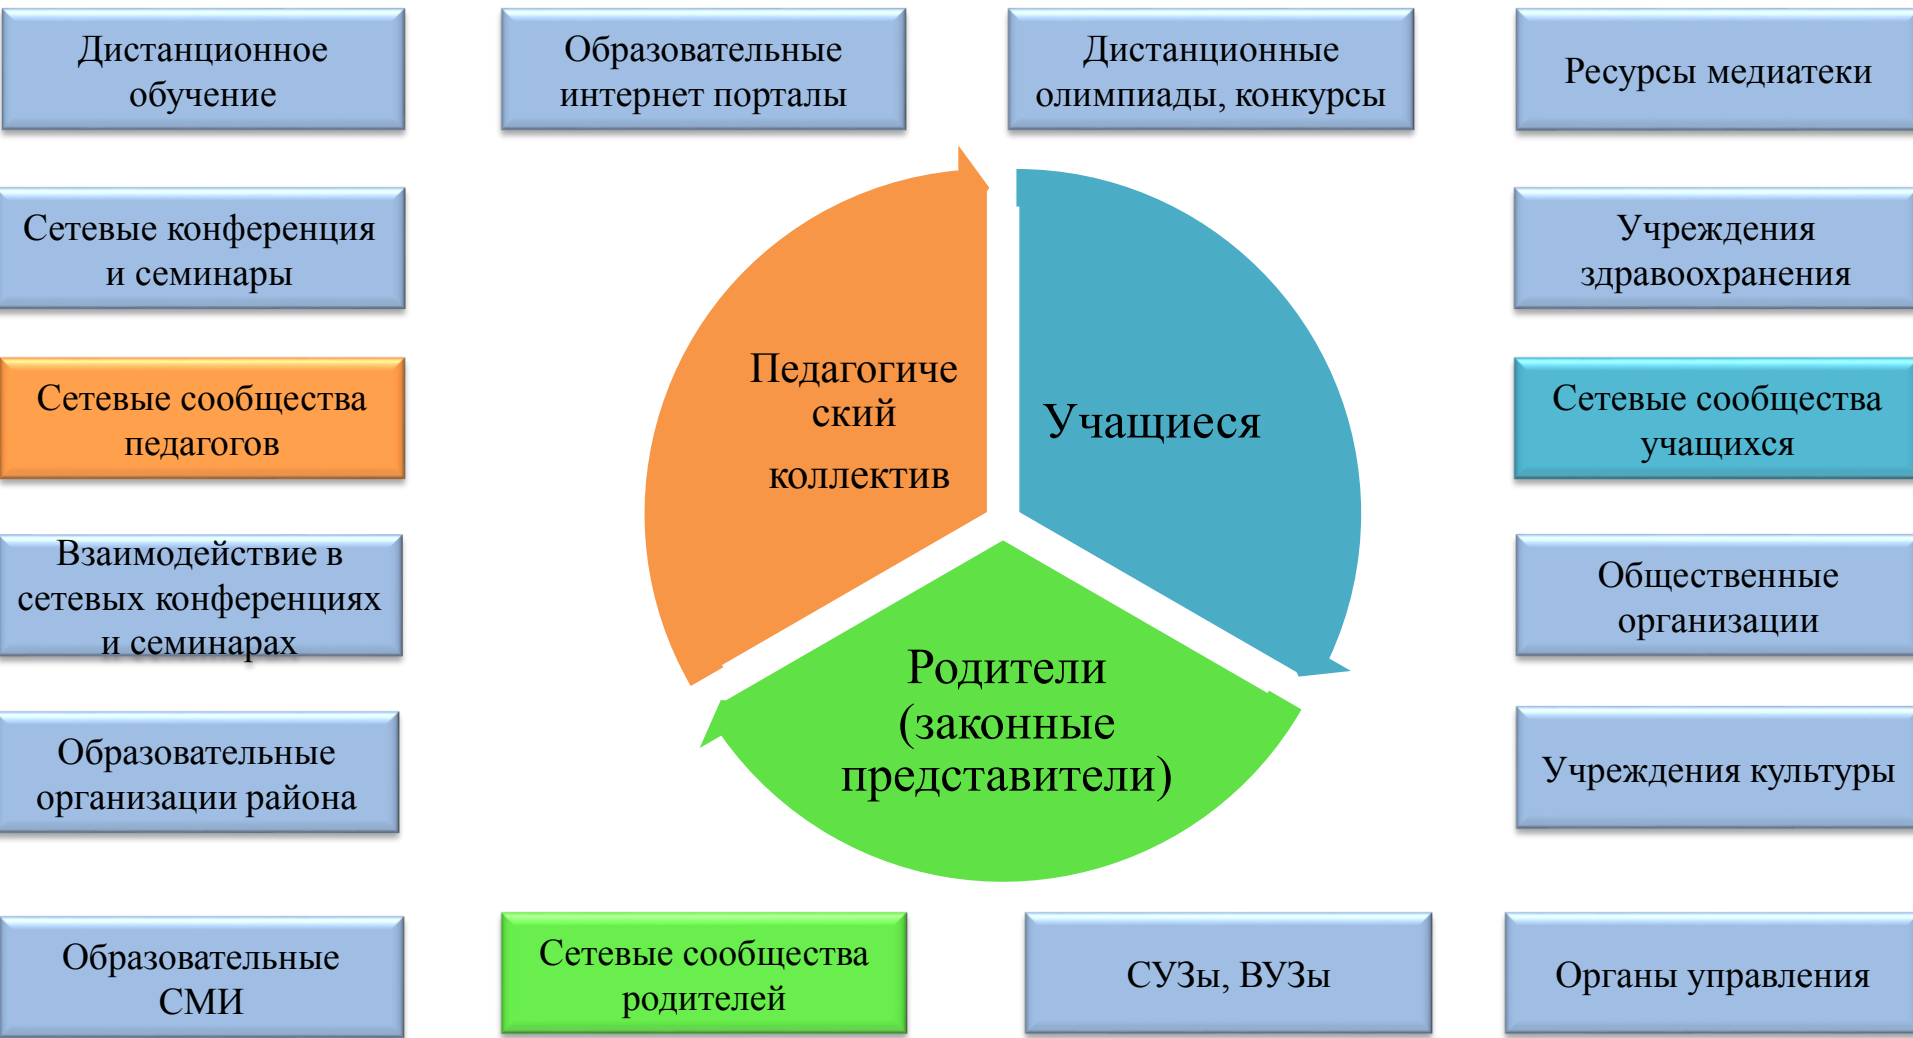 Дистанционное
обучение
Образовательные
интернет порталы
Дистанционные
олимпиады, конкурсы
Ресурсы медиатеки
Сетевые конференция
и семинары
Учреждения
здравоохранения
Педагогиче
ский
коллектив
Учащиеся
Сетевые сообщества
педагогов
Сетевые сообщества
учащихся
Взаимодействие в
сетевых конференциях
и семинарах
Общественные
организации
Родители
(законные
представители)
Образовательные
организации района
Учреждения культуры
Образовательные
СМИ
Сетевые сообщества
родителей
СУЗы, ВУЗы
Органы управления